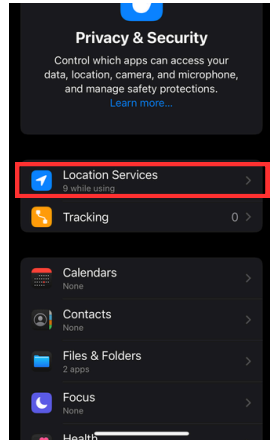 Privacy & Security
Control which apps can access your
data, location, camera, and microphone,
and manage safety protections.
Learn more...
Location Services
9 while using
Tracking
0
Calendars
None
Contacts
None
Files & Folders
2 apps
Focus
None
Health